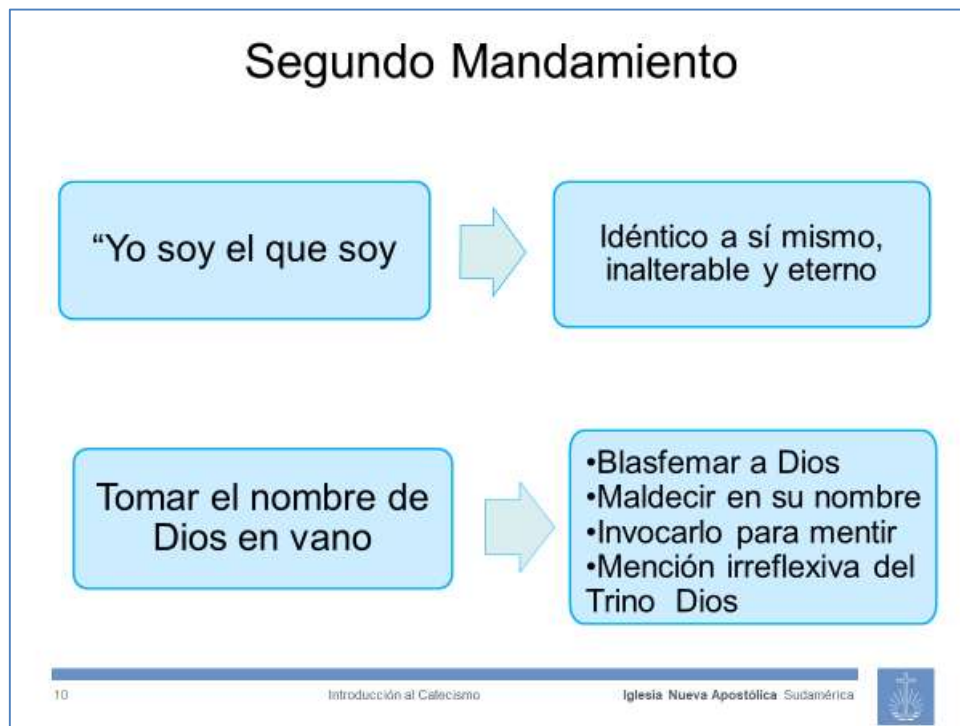 Segundo Mandamiento
“Yo soy el que soy
Idéntico a sí mismo,
inalterable y eterno
Tomar el nombre de
Dios en vano
•Blasfemar a Dios
•Maldecir en su nombre
•Invocarlo para mentir
•Mención irreflexiva del
Trino Dios
10
Introducción al Catecismo
Iglesia Nueva Apostólica Sudamérica